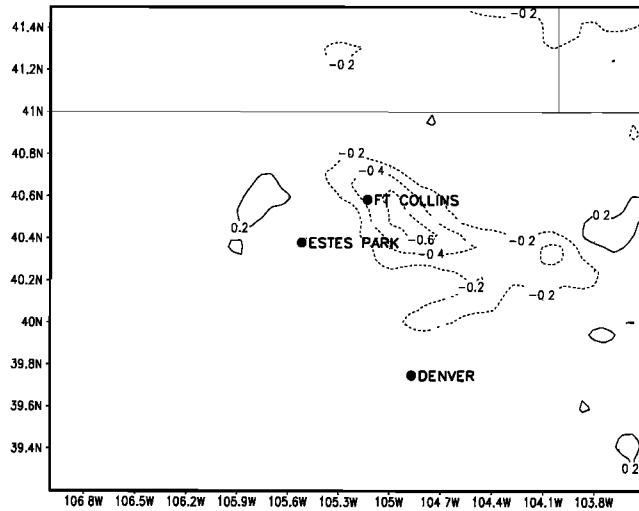 41.4N
-0 2
41.2N
-0 2
41N
40.8N
-0 2
-0 4
40.6N
FT COLLINS
0 2
0.2
40.4N
ESTES PARK
-0.6
-0.2
-0.4
40.2N
-0.2
-0.2
40N
39.8N
DENVER
39.6N
39.4N
0 2
106.8W 106.5W 106.2W 105.9W 105.6W 105.3W 105W 104.7W 104.4W 104.1W 103.8W